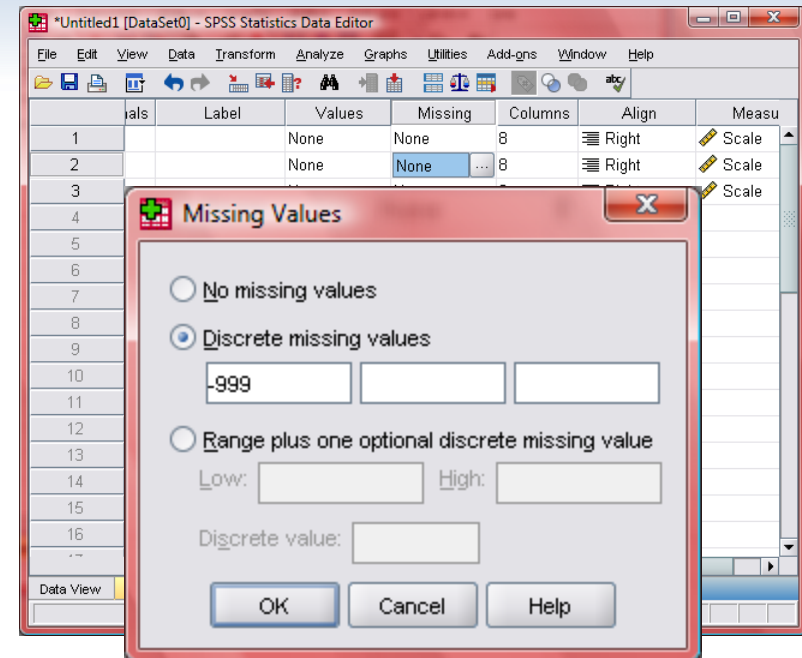 *Untitled1 [DataSet0] - SPSS Statistics Data Editor
File Edit View Data Transform Analyze Graphs Utilities Add-ons Window Help
nals Label Values Missing Columns Align Measu
1 None None 8 Right Scale
2 None None ... 8 Right Scale
3 Scale
4
5
6
7
8
9
10
11
12
13
14
15
16
Data View
Missing Values
No missing values
Discrete missing values
-999
Range plus one optional discrete missing value
Low: High:
Discrete value:
OK Cancel Help